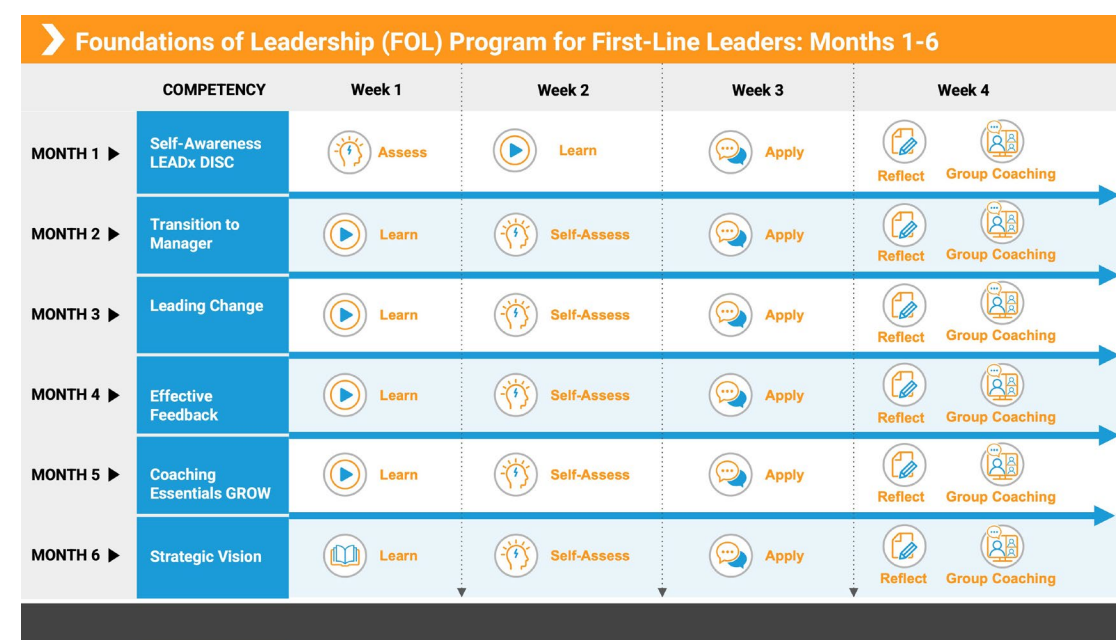 Foundations of Leadership (FOL) Program for First-Line Leaders: Months 1-6
COMPETENCY Week 1 Week 2 Week 3 Week 4
MONTH 1
Self-Awareness
LEADx DISC
Assess
Learn
Apply
Reflect
Group Coaching
MONTH 2
Transition to
Manager
Learn
Self-Assess
Apply
Reflect
Group Coaching
MONTH 3
Leading Change
Learn
Self-Assess
Apply
Reflect
Group Coaching
MONTH 4
Effective
Feedback
Learn
Self-Assess
Apply
Reflect
Group Coaching
MONTH 5
Coaching
Essentials GROW
Learn
Self-Assess
Apply
Reflect
Group Coaching
MONTH 6
Strategic Vision
Learn
Self-Assess
Apply
Reflect
Group Coaching